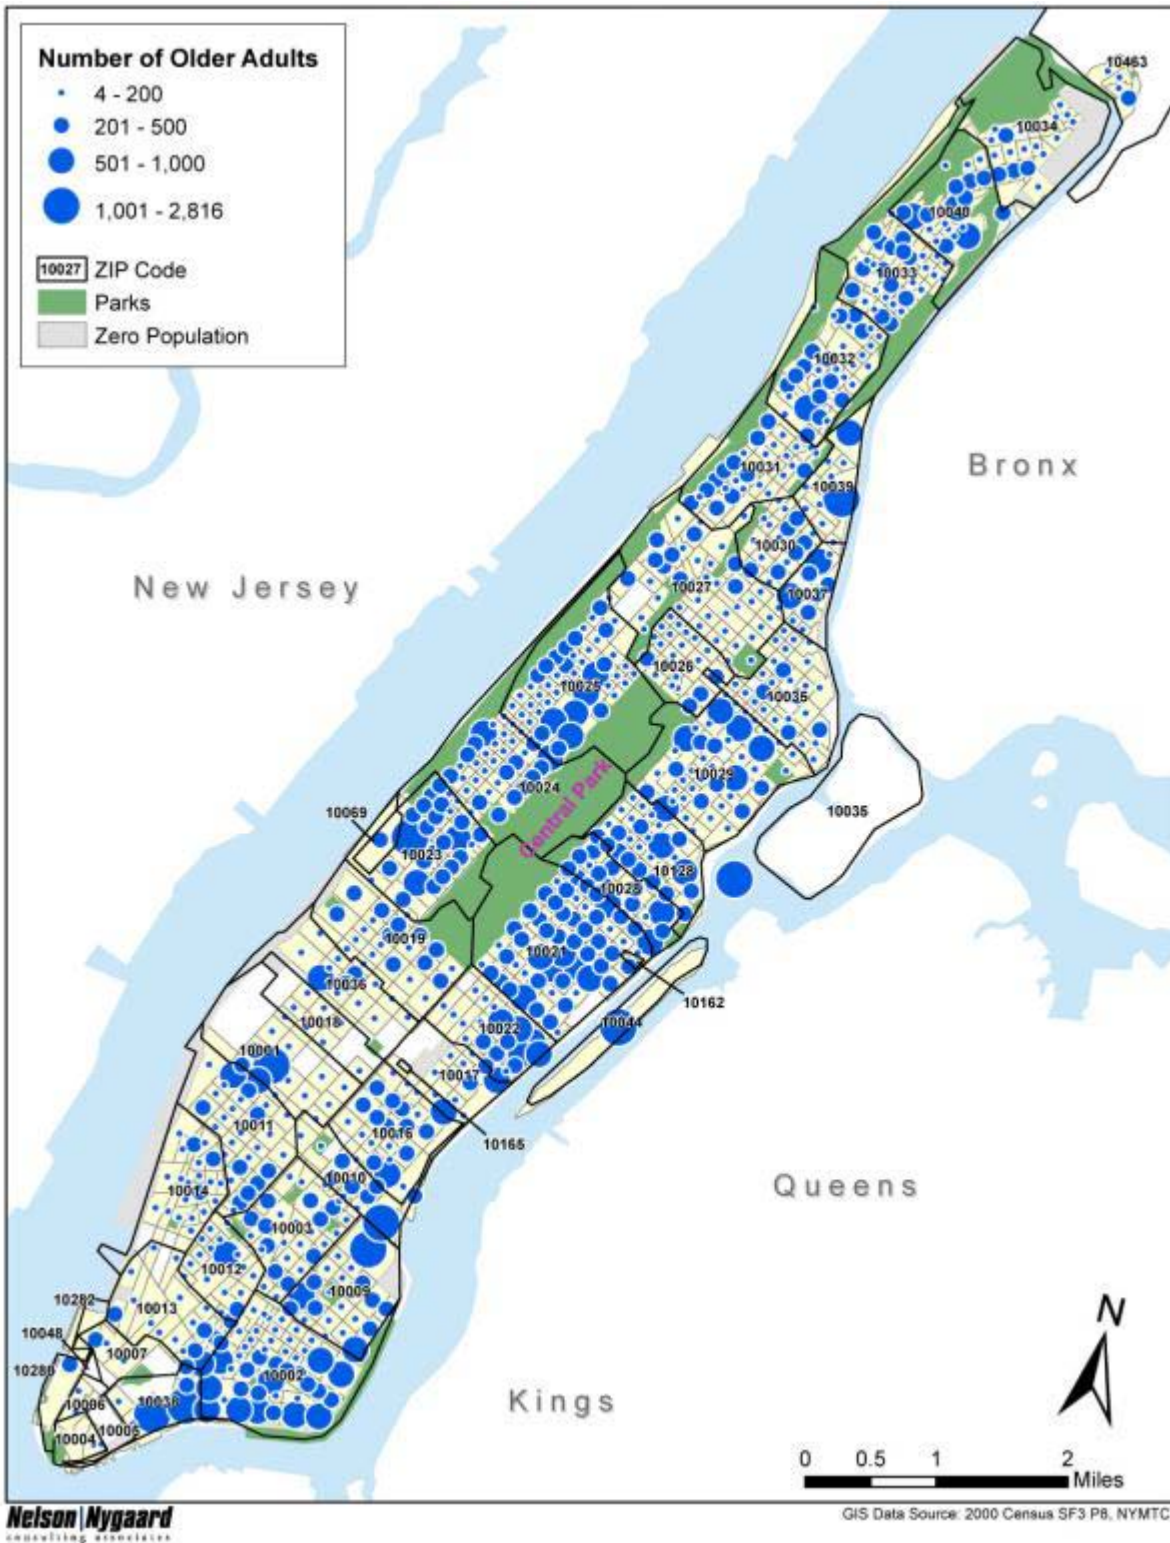 Number of Older Adults
4 - 200
201 - 500
501 - 1,000
1,001 - 2,816
10027 ZIP Code
Parks
Zero Population
10463
10034
10040
10033
10032
Bronx
10031
10039
10030
New Jersey
10027
10037
10026
10025
10035
10029
10024
Central Park
10069
10035
10023
10128
10028
10019
10021
10162
10036
10018
10022
10044
10001
10017
10011
10016
10165
10010
10014
Queens
10003
10012
10009
10282
10013
10048
10007
10280
10002
10006
10038
10005
10004
Kings
N
0 0.5 1 2
Miles
Nelson|Nygaard
consulting associates
GIS Data Source: 2000 Census SF3 P8, NYMTC